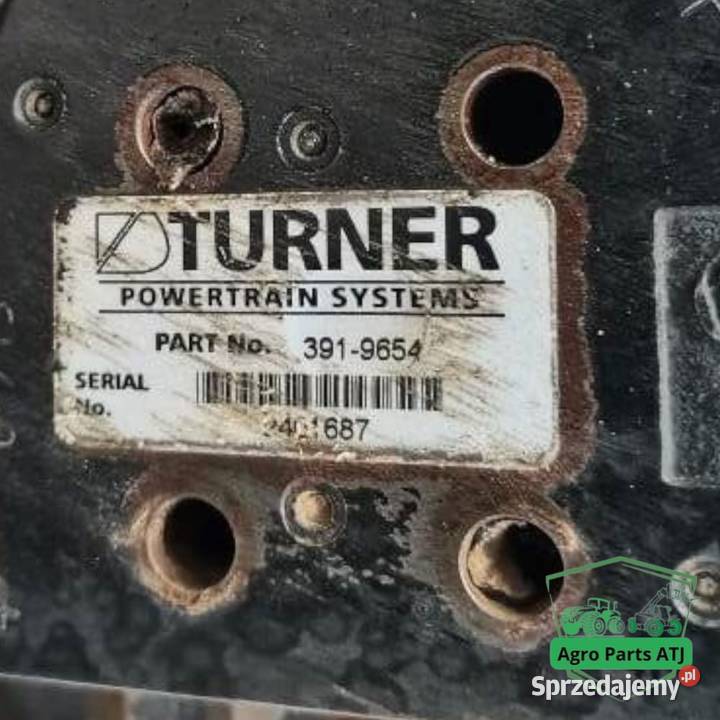 TURNER
POWERTRAIN SYSTEMS
PART No. 391-9654
SERIAL
No.
Agro Parts ATJ
Sprzedajemy.pl